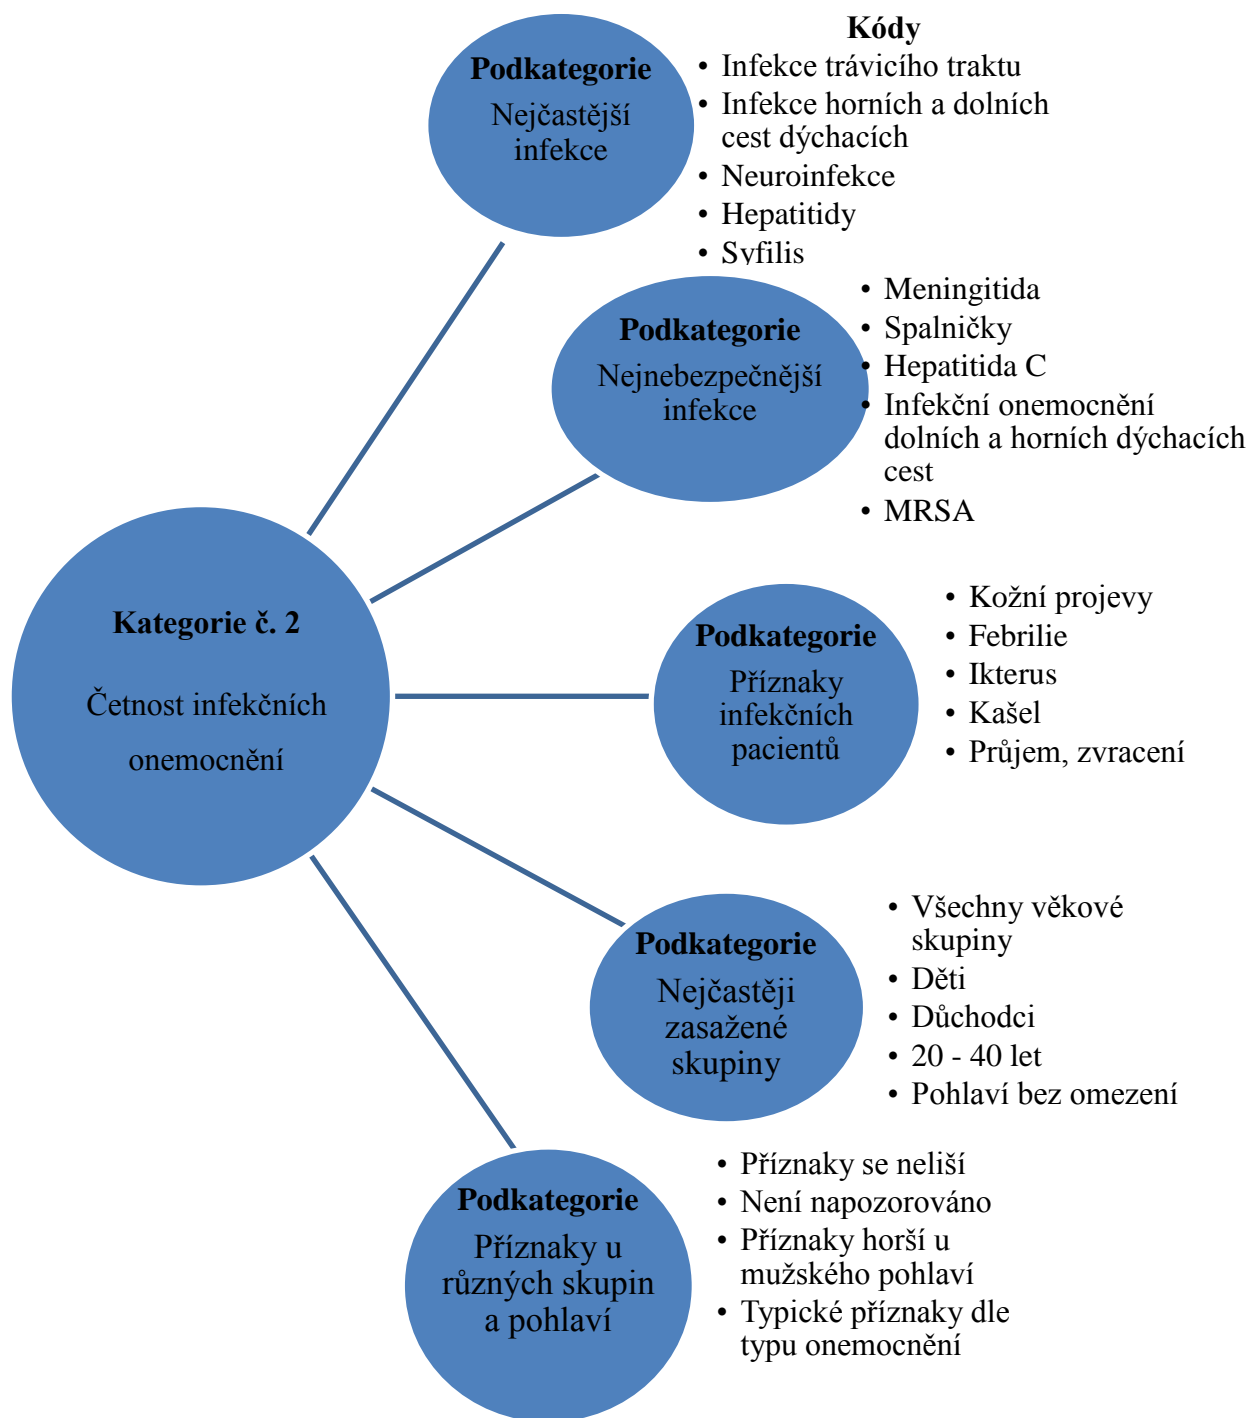 Kódy
Podkategorie
Nejčastější
infekce
• Infekce trávicího traktu
• Infekce horních a dolních
cest dýchacích
• Neuroinfekce
• Hepatitidy
• Syfilis
Podkategorie
Nejnebezpečnější
infekce
• Meningitida
• Spalničky
• Hepatitida C
• Infekční onemocnění
dolních a horních dýchacích
cest
• MRSA
Kategorie č. 2
Četnost infekčních
onemocnění
Podkategorie
Příznaky
infekčních
pacientů
• Kožní projevy
• Febrilie
• Ikterus
• Kašel
• Průjem, zvracení
Podkategorie
Nejčastěji
zasažené
skupiny
• Všechny věkové
skupiny
• Děti
• Důchodci
• 20 - 40 let
• Pohlaví bez omezení
Podkategorie
Příznaky u
různých skupin
a pohlaví
• Příznaky se neliší
• Není napozorováno
• Příznaky horší u
mužského pohlaví
• Typické příznaky dle
typu onemocnění